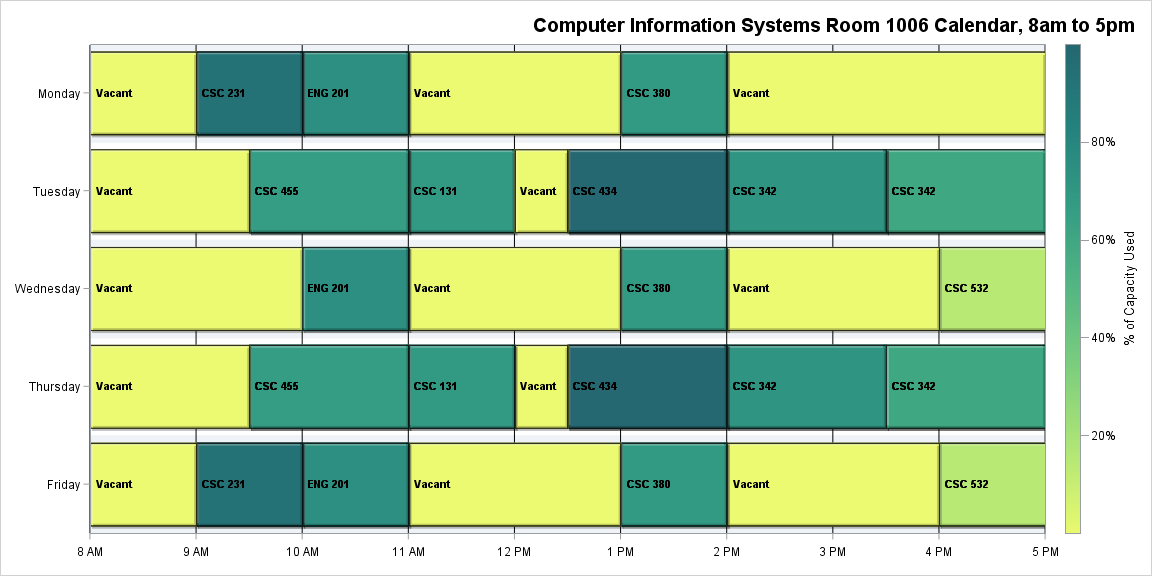 Computer Information Systems Room 1006 Calendar, 8am to 5pm
Monday
Vacant
CSC 231
ENG 201
Vacant
CSC 380
Vacant
Tuesday
Vacant
CSC 455
CSC 131
Vacant
CSC 434
CSC 342
CSC 342
Wednesday
Vacant
ENG 201
Vacant
CSC 380
Vacant
CSC 532
Thursday
Vacant
CSC 455
CSC 131
Vacant
CSC 434
CSC 342
CSC 342
Friday
Vacant
CSC 231
ENG 201
Vacant
CSC 380
Vacant
CSC 532
8 AM
9 AM
10 AM
11 AM
12 PM
1 PM
2 PM
3 PM
4 PM
5 PM
80%
60%
40%
20%
% of Capacity Used